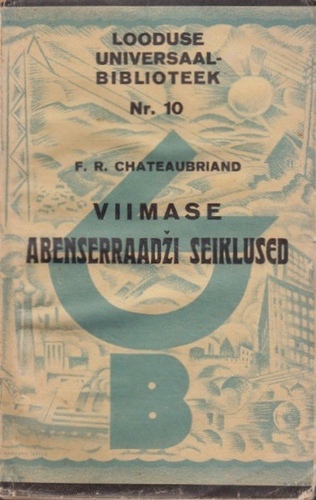 LOODUSE
UNIVERSAAL-
BIBLIOTEEK
Nr. 10
F. R. CHATEAUBRIAND
VIIMASE
ABENSERRAADŽI SEIKLUSED
U
B